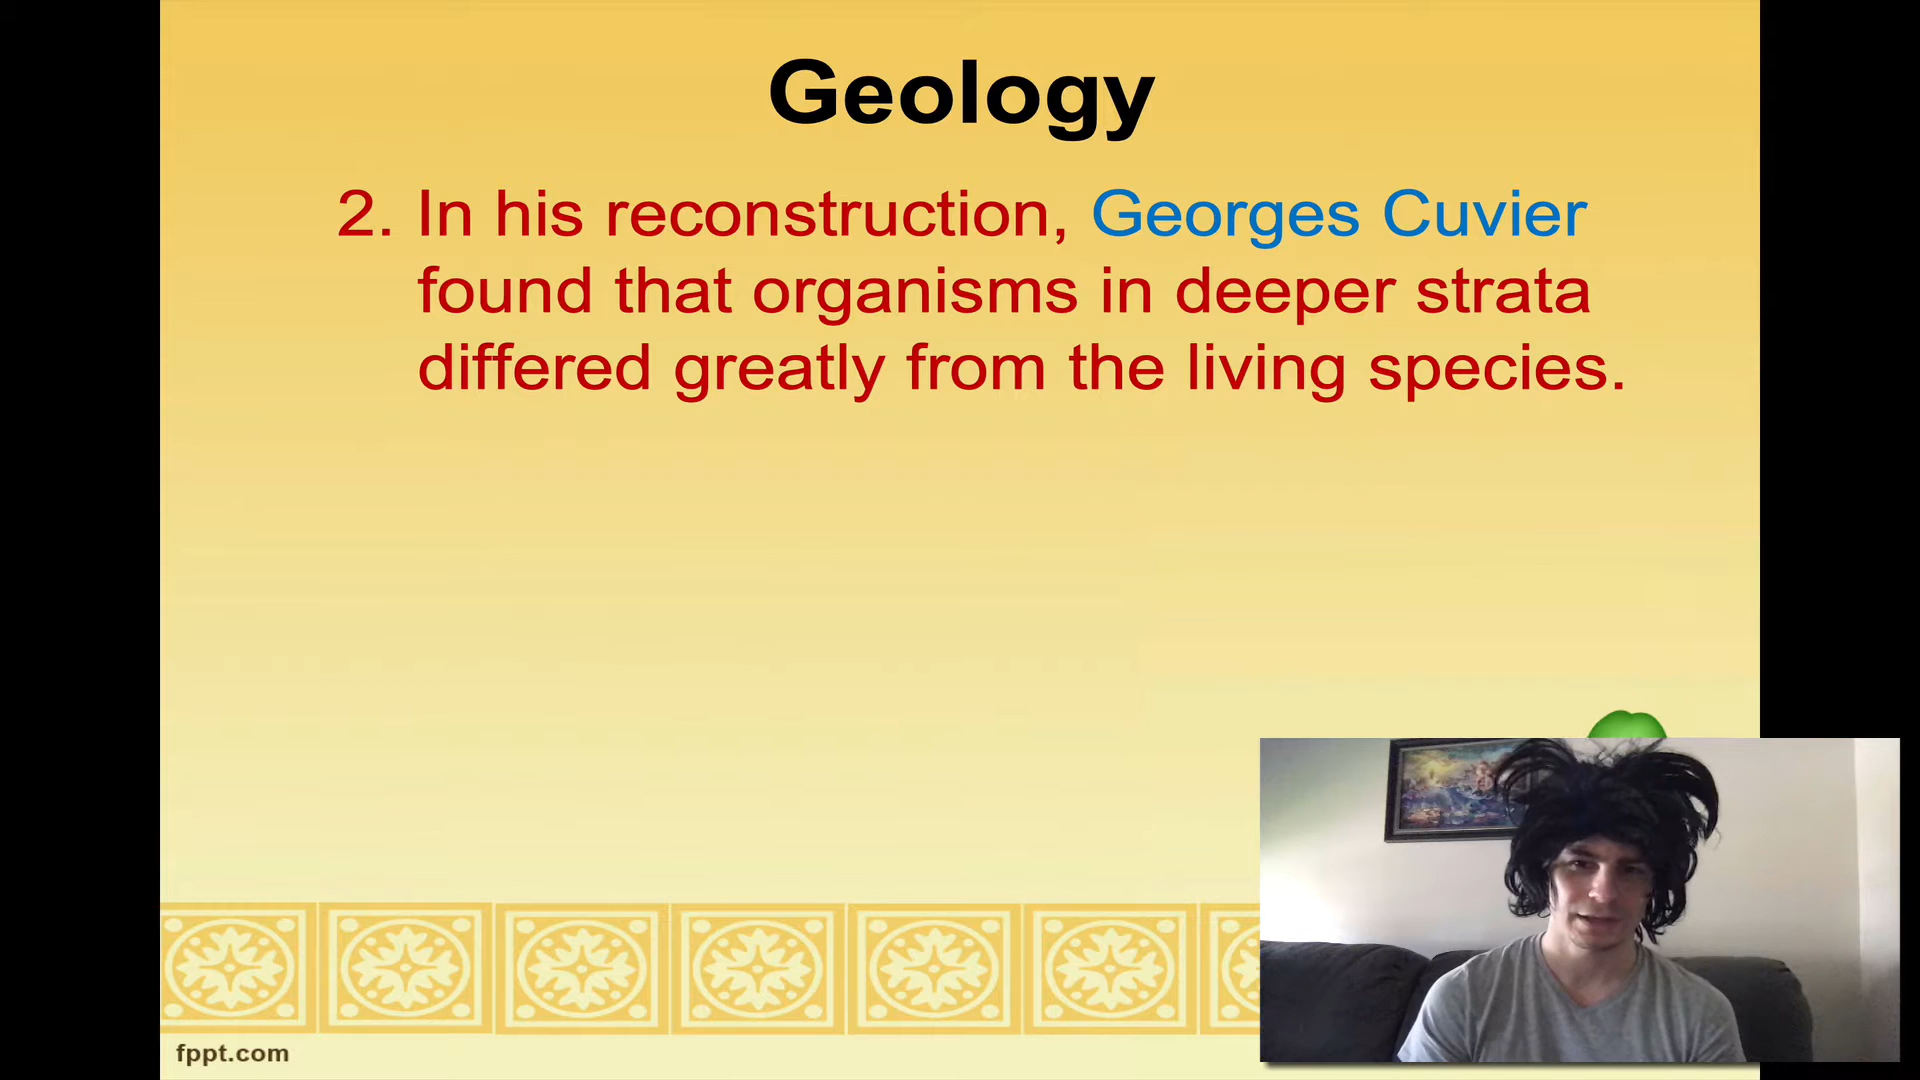 Geology
2. In his reconstruction, Georges Cuvier
found that organisms in deeper strata
differed greatly from the living species.
fppt.com